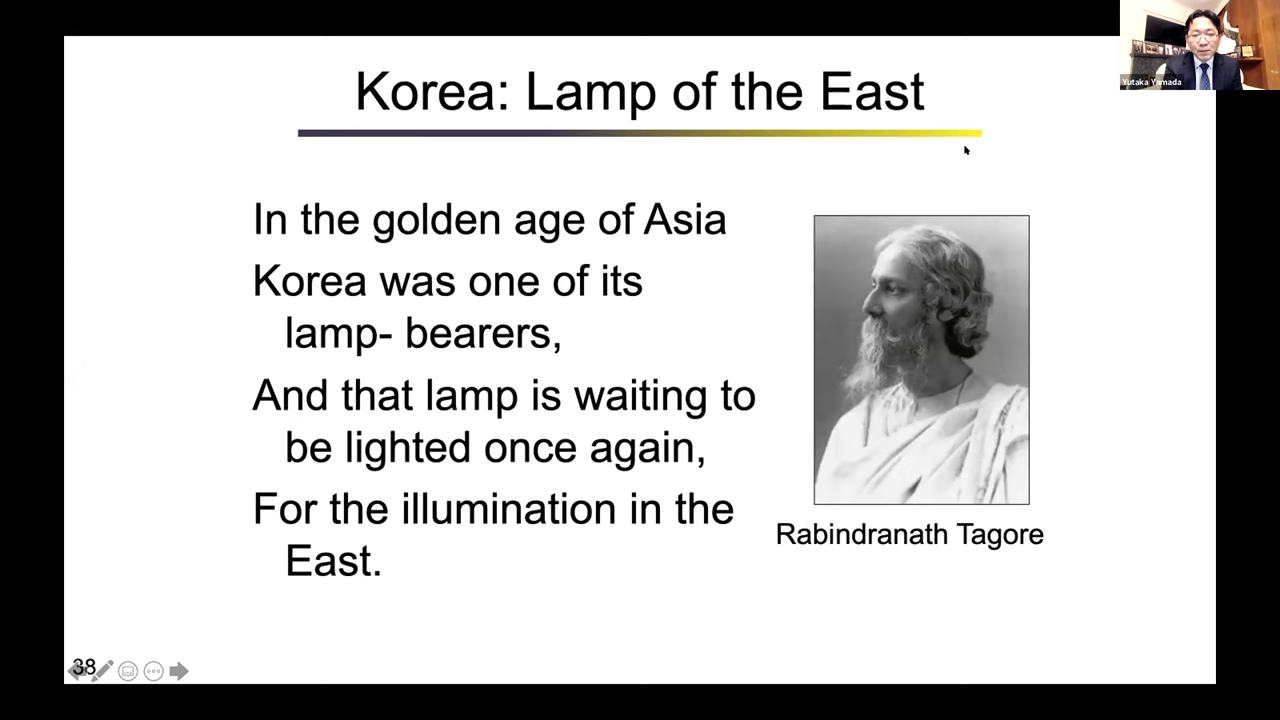 Korea: Lamp of the East
Yutaka Yamada
In the golden age of Asia
Korea was one of its
lamp- bearers,
And that lamp is waiting to
be lighted once again,
For the illumination in the
East.
Rabindranath Tagore
38